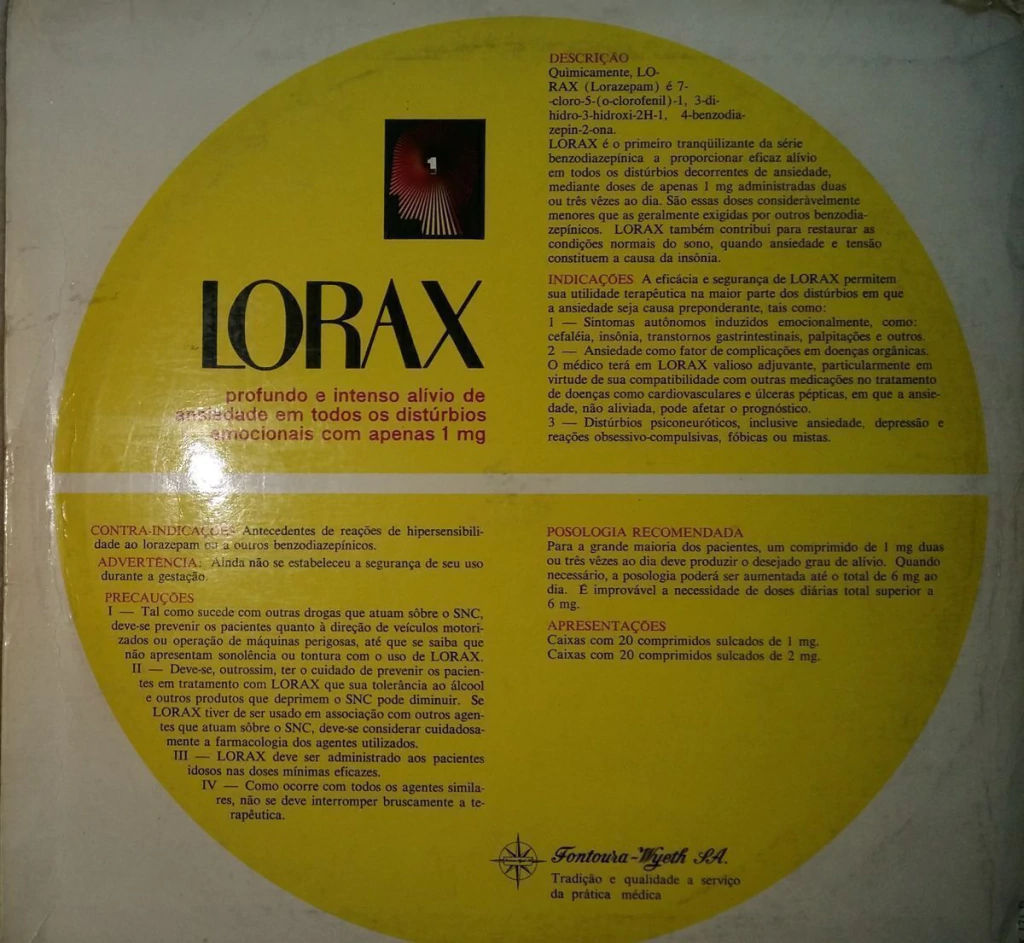 1
LORAX
profundo e intenso alívio de
ansiedade em todos os distúrbios
emocionais com apenas 1 mg
DESCRIÇÃO
Quimicamente, LO-
RAX (Lorazepam) é 7-
-cloro-5-(o-clorofenil)-1, 3-di-
hidro-3-hidroxi-2H-1, 4-benzodia-
zepin-2-ona.
LORAX é o primeiro tranqüilizante da série
benzodiazepínica a proporcionar eficaz alívio
em todos os distúrbios decorrentes de ansiedade,
mediante doses de apenas 1 mg administradas duas
ou três vêzes ao dia. São essas doses consideràvelmente
menores que as geralmente exigidas por outros benzodia-
zepínicos. LORAX também contribui para restaurar as
condições normais do sono, quando ansiedade e tensão
constituem a causa da insônia.
INDICAÇÕES A eficácia e segurança de LORAX permitem
sua utilidade terapêutica na maior parte dos distúrbios em que
a ansiedade seja causa preponderante, tais como:
1 — Sintomas autônomos induzidos emocionalmente, como:
cefaléia, insônia, transtornos gastrintestinais, palpitações e outros.
2 — Ansiedade como fator de complicações em doenças orgânicas.
O médico terá em LORAX valioso adjuvante, particularmente em
virtude de sua compatibilidade com outras medicações no tratamento
de doenças como cardiovasculares e úlceras pépticas, em que a ansie-
dade, não aliviada, pode afetar o prognóstico.
3 — Distúrbios psiconeuróticos, inclusive ansiedade, depressão e
reações obsessivo-compulsivas, fóbicas ou mistas.
CONTRA-INDICAÇÕES Antecedentes de reações de hipersensibili-
dade ao lorazepam ou a outros benzodiazepínicos.
ADVERTÊNCIA: Ainda não se estabeleceu a segurança de seu uso
durante a gestação.
PRECAUÇÕES
I — Tal como sucede com outras drogas que atuam sôbre o SNC,
deve-se prevenir os pacientes quanto à direção de veículos motori-
zados ou operação de máquinas perigosas, até que se saiba que
não apresentam sonolência ou tontura com o uso de LORAX.
II — Deve-se, outrossim, ter o cuidado de prevenir os pacien-
tes em tratamento com LORAX que sua tolerância ao álcool
e outros produtos que deprimem o SNC pode diminuir. Se
LORAX tiver de ser usado em associação com outros agen-
tes que atuam sôbre o SNC, deve-se considerar cuidadosa-
mente a farmacologia dos agentes utilizados.
III — LORAX deve ser administrado aos pacientes
idosos nas doses mínimas eficazes.
IV — Como ocorre com todos os agentes simila-
res, não se deve interromper bruscamente a te-
rapêutica.
POSOLOGIA RECOMENDADA
Para a grande maioria dos pacientes, um comprimido de 1 mg duas
ou três vêzes ao dia deve produzir o desejado grau de alívio. Quando
necessário, a posologia poderá ser aumentada até o total de 6 mg ao
dia. É improvável a necessidade de doses diárias total superior a
6 mg.
APRESENTAÇÕES
Caixas com 20 comprimidos sulcados de 1 mg.
Caixas com 20 comprimidos sulcados de 2 mg.
Fontoura-Wyeth S.A.
Tradição e qualidade a serviço
da prática médica